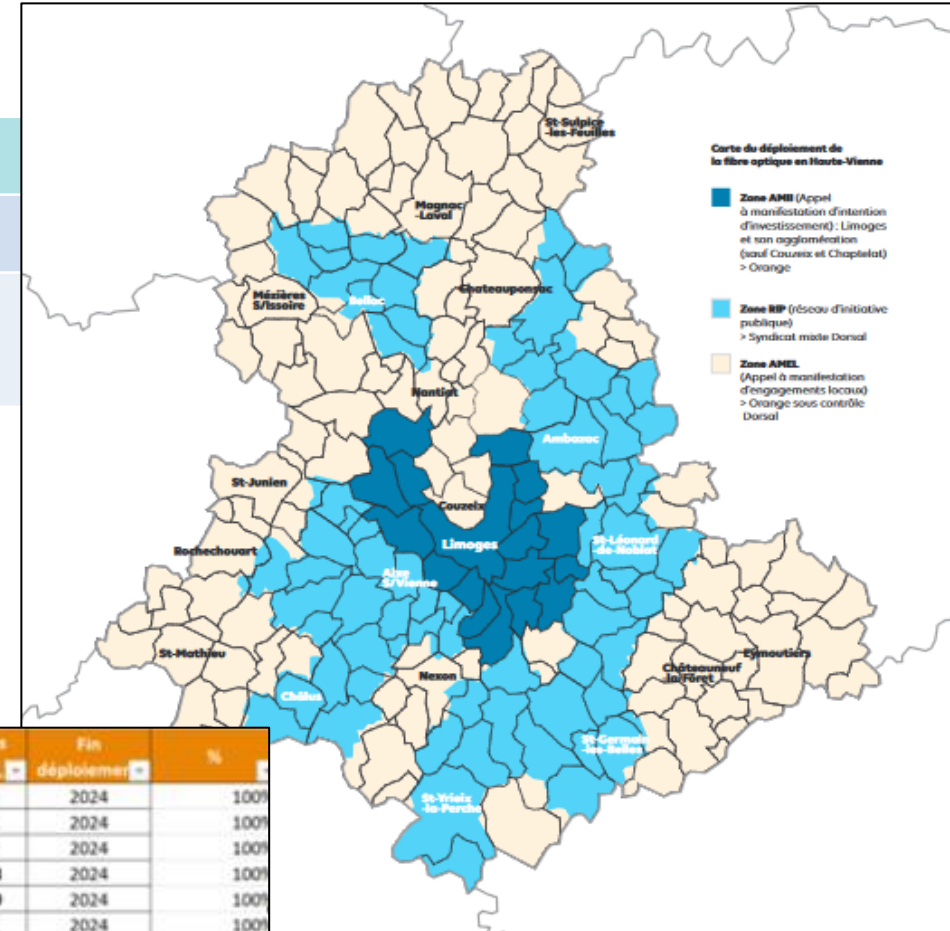 St-Sulpice
-les-Feuilles
Carte du déploiement de
la fibre optique en Haute-Vienne
Zone AMII (Appel
à manifestation d'intention
d'investissement) : Limoges
et son agglomération
(sauf Couzeix et Chaptelat)
> Orange
Zone RIP (réseau d'initiative
publique)
> Syndicat mixte Dorsal
Zone AMEL
(Appel à manifestation
d'engagements locaux)
> Orange sous contrôle
Dorsal
Magnac
-Laval
Mézières
S/Issoire
Bellac
Chateauponsac
Nantiat
Ambazac
St-Junien
Couzeix
Limoges
St-Léonard
-de-Noblat
Rochechouart
Aixe
S/Vienne
St-Mathieu
Eymoutiers
Châteauneuf
-la-Fôret
Nexon
Châlus
St-Germain
-les-Belles
St-Yrieix
-la-Perche
Fin
déploiemen %
2024 100%
2024 100%
2024 100%
2024 100%
2024 100%
2024 100%